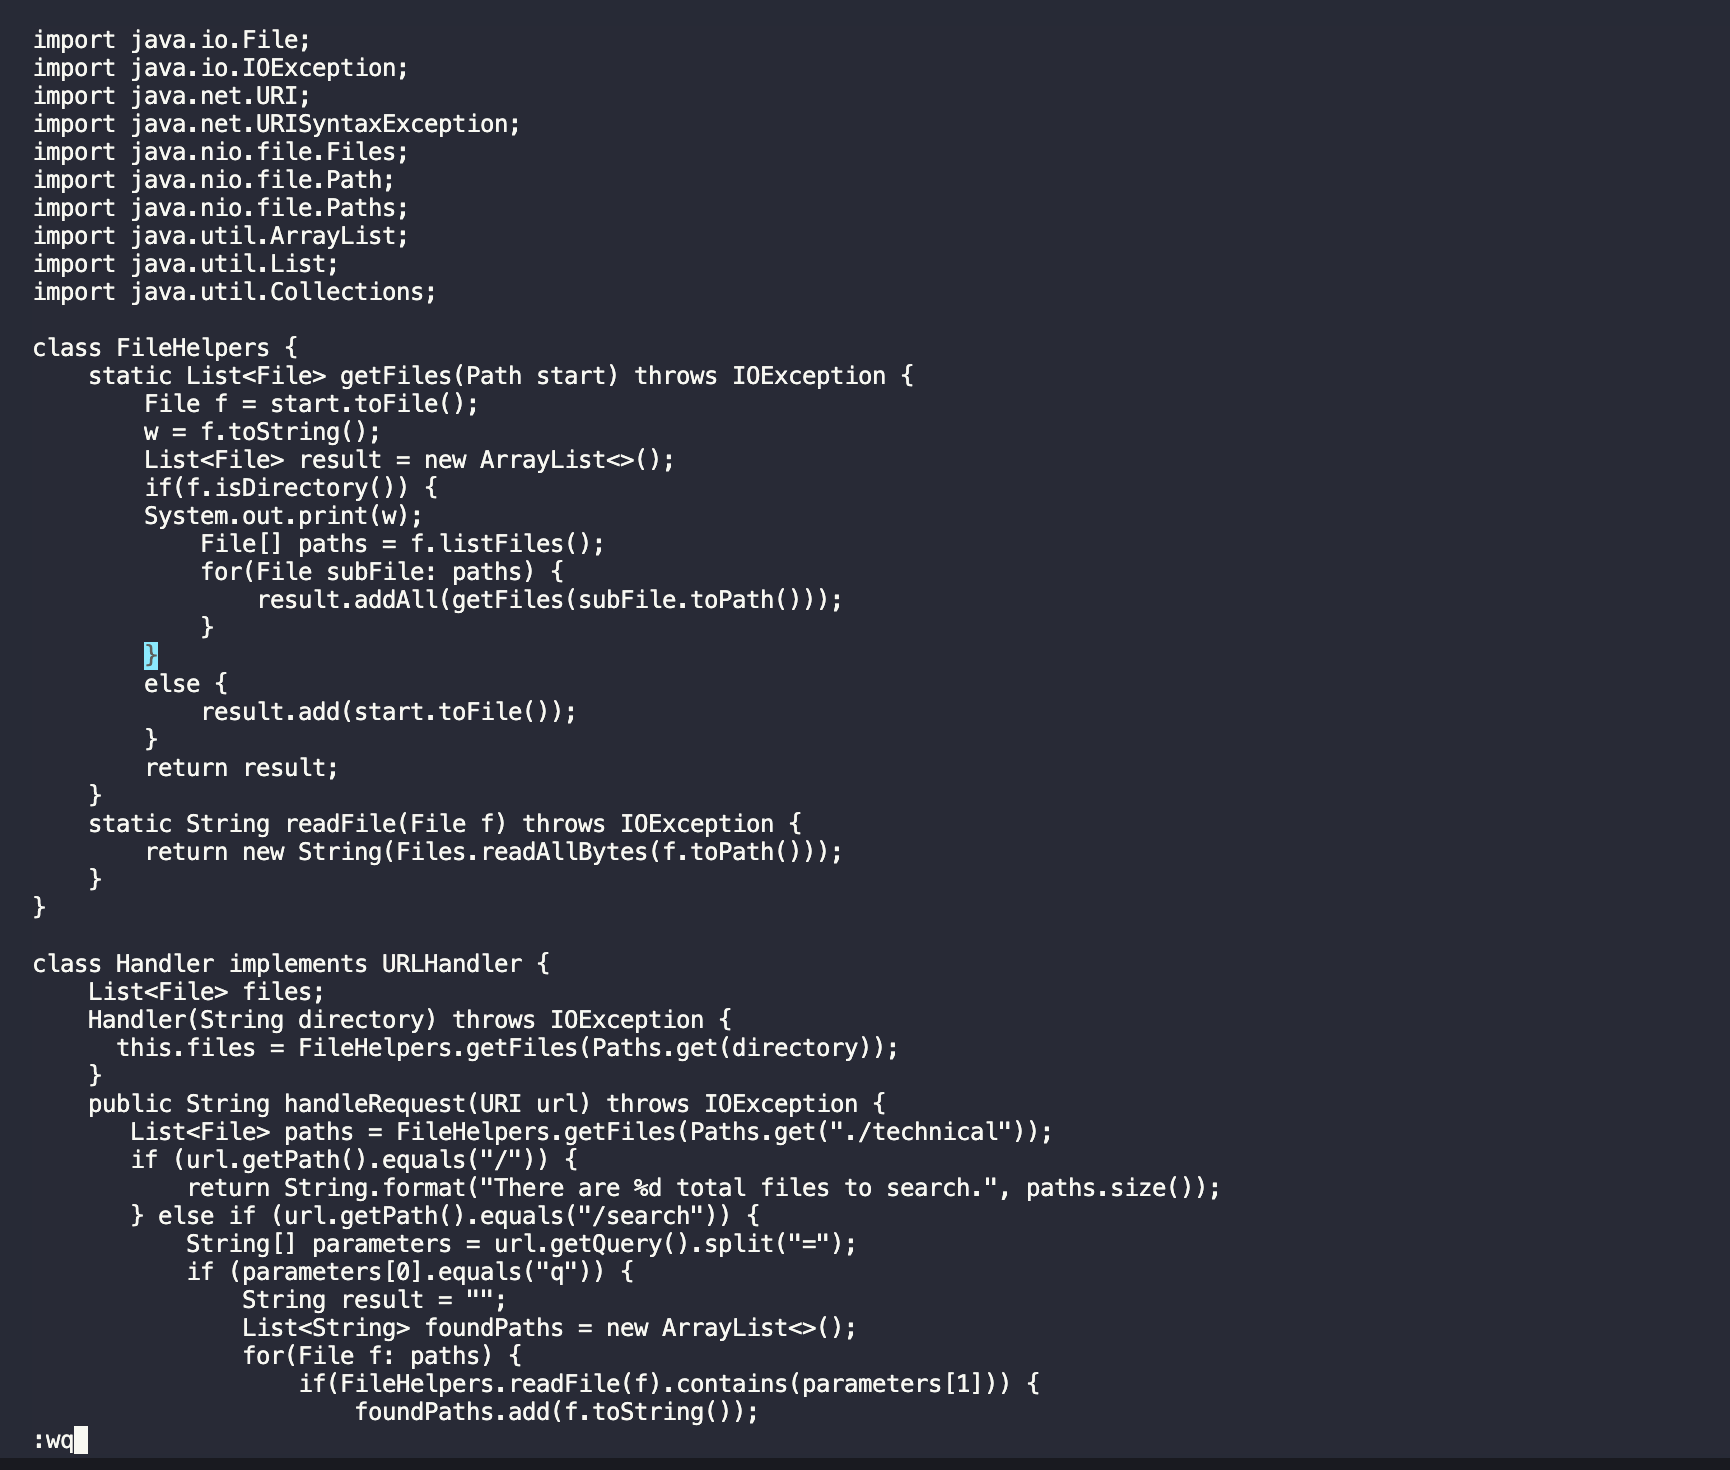 import java.io.File;
import java.io.IOException;
import java.net.URI;
import java.net.URISyntaxException;
import java.nio.file.Files;
import java.nio.file.Path;
import java.nio.file.Paths;
import java.util.ArrayList;
import java.util.List;
import java.util.Collections;

class FileHelpers {
    static List<File> getFiles(Path start) throws IOException {
        File f = start.toFile();
        w = f.toString();
        List<File> result = new ArrayList<>();
        if(f.isDirectory()) {
        System.out.print(w);
            File[] paths = f.listFiles();
            for(File subFile: paths) {
                result.addAll(getFiles(subFile.toPath()));
            }
        }
        else {
            result.add(start.toFile());
        }
        return result;
    }
    static String readFile(File f) throws IOException {
        return new String(Files.readAllBytes(f.toPath()));
    }
}

class Handler implements URLHandler {
    List<File> files;
    Handler(String directory) throws IOException {
      this.files = FileHelpers.getFiles(Paths.get(directory));
    }
    public String handleRequest(URI url) throws IOException {
       List<File> paths = FileHelpers.getFiles(Paths.get("./technical"));
       if (url.getPath().equals("/")) {
           return String.format("There are %d total files to search.", paths.size());
       } else if (url.getPath().equals("/search")) {
           String[] parameters = url.getQuery().split("=");
           if (parameters[0].equals("q")) {
               String result = "";
               List<String> foundPaths = new ArrayList<>();
               for(File f: paths) {
                   if(FileHelpers.readFile(f).contains(parameters[1])) {
                       foundPaths.add(f.toString());
:wq